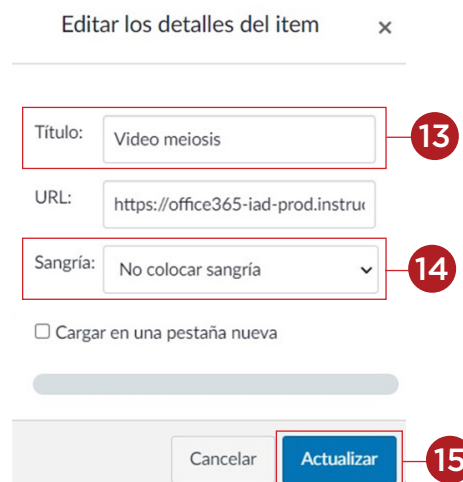 Editar los detalles del item ×
Título: Video meiosis 13
URL: https://office365-iad-prod.instruc
Sangría: No colocar sangría 14
Cargar en una pestaña nueva
Cancelar Actualizar 15